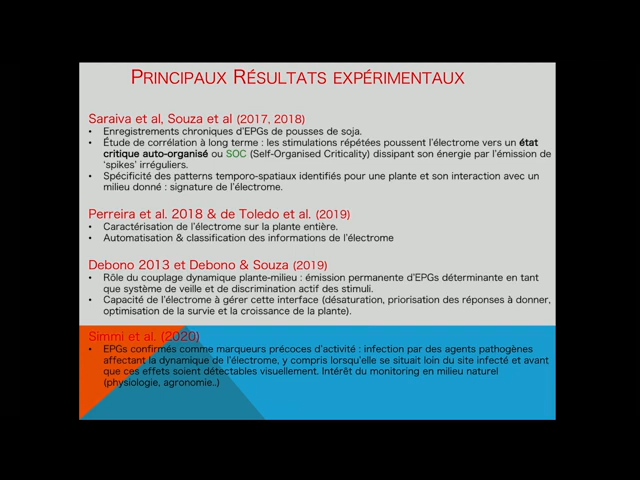 PRINCIPAUX RÉSULTATS EXPÉRIMENTAUX
Saraiva et al, Souza et al (2017, 2018)
• Enregistrements chroniques d'EPGs de pousses de soja.
• Étude de corrélation à long terme : les stimulations répétées poussent l'électrome vers un état
critique auto-organisé ou SOC (Self-Organised Criticality) dissipant son énergie par l'émission de
'spikes' irréguliers.
• Spécificité des patterns temporo-spatiaux identifiés pour une plante et son interaction avec un
milieu donné : signature de l'électrome.
Perreira et al. 2018 & de Toledo et al. (2019)
• Caractérisation de l'électrome sur la plante entière.
• Automatisation & classification des informations de l'électrome
Debono 2013 et Debono & Souza (2019)
• Rôle du couplage dynamique plante-milieu : émission permanente d'EPGs déterminante en tant
que système de veille et de discrimination actif des stimuli.
• Capacité de l'électrome à gérer cette interface (désaturation, priorisation des réponses à donner,
optimisation de la survie et la croissance de la plante).
Simmi et al. (2020)
• EPGs confirmés comme marqueurs précoces d'activité : infection par des agents pathogènes
affectant la dynamique de l'électrome, y compris lorsqu'elle se situait loin du site infecté et avant
que ces effets soient détectables visuellement. Intérêt du monitoring en milieu naturel
(physiologie, agronomie..)